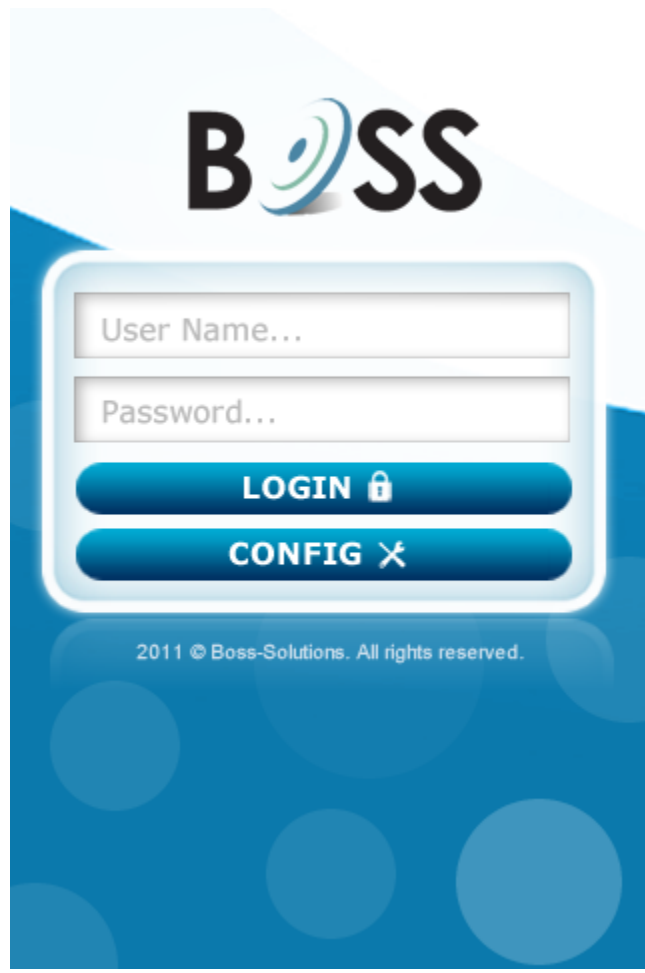 BOSS
User Name...
Password...
LOGIN
CONFIG
2011 © Boss-Solutions. All rights reserved.